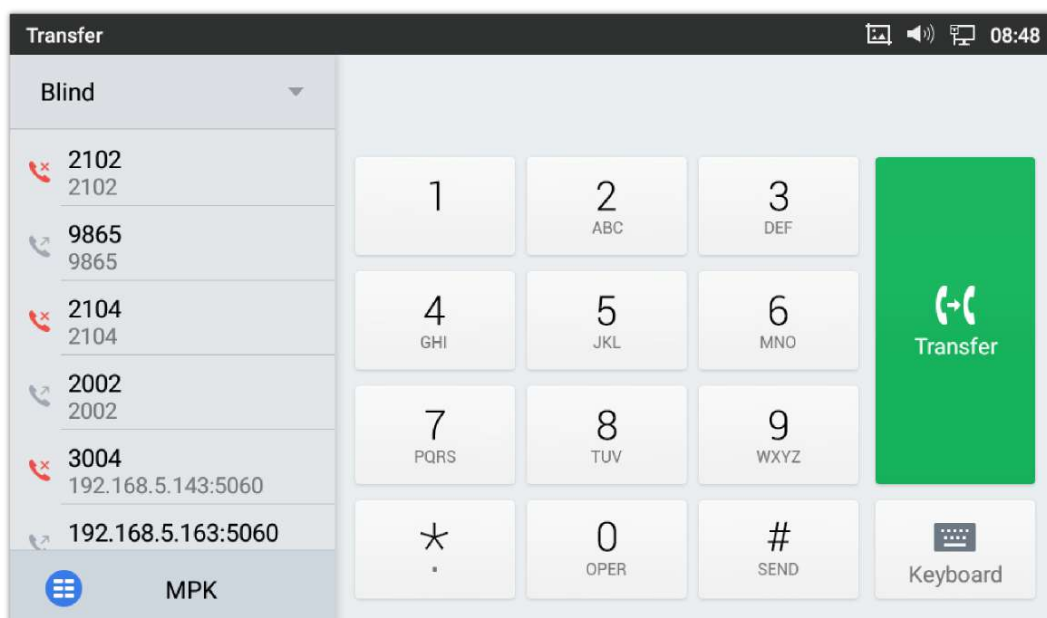 Transfer 08:48
Blind
2102
2102
9865
9865
2104
2104
2002
2002
3004
192.168.5.143:5060
192.168.5.163:5060
MPK
1 2 3
ABC DEF
4 5 6
GHI JKL MNO
7 8 9
PQRS TUV WXYZ
* 0 #
. OPER SEND
Transfer
Keyboard